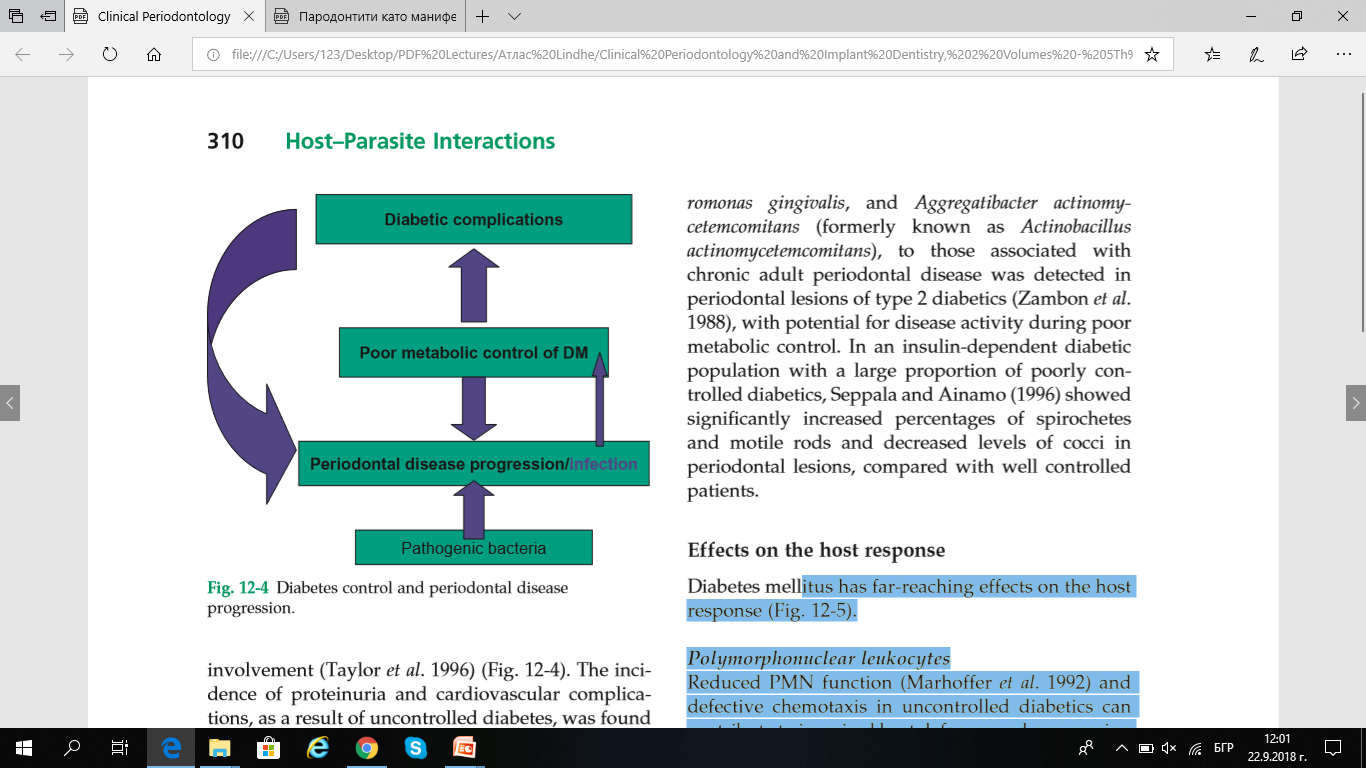 Clinical Periodontology
Пародонтити като манифе
file:///C:/Users/123/Desktop/PDF%20Lectures/Атлас%20Lindhe/Clinical%20Periodontology%20and%20Implant%20Dentistry,%202%20Volumes%20-%205Th%
310 Host–Parasite Interactions
Diabetic complications
Poor metabolic control of DM
Periodontal disease progression/infection
Pathogenic bacteria
Fig. 12-4 Diabetes control and periodontal disease
progression.
involvement (Taylor et al. 1996) (Fig. 12-4). The inci-
dence of proteinuria and cardiovascular complica-
tions, as a result of uncontrolled diabetes, was found
romonas gingivalis, and Aggregatibacter actinomy-
cetemcomitans (formerly known as Actinobacillus
actinomycetemcomitans), to those associated with
chronic adult periodontal disease was detected in
periodontal lesions of type 2 diabetics (Zambon et al.
1988), with potential for disease activity during poor
metabolic control. In an insulin-dependent diabetic
population with a large proportion of poorly con-
trolled diabetics, Seppala and Ainamo (1996) showed
significantly increased percentages of spirochetes
and motile rods and decreased levels of cocci in
periodontal lesions, compared with well controlled
patients.
Effects on the host response
Diabetes mellitus has far-reaching effects on the host
response (Fig. 12-5).
Polymorphonuclear leukocytes
Reduced PMN function (Marhoffer et al. 1992) and
defective chemotaxis in uncontrolled diabetics can
БГР
12:01
22.9.2018 г.